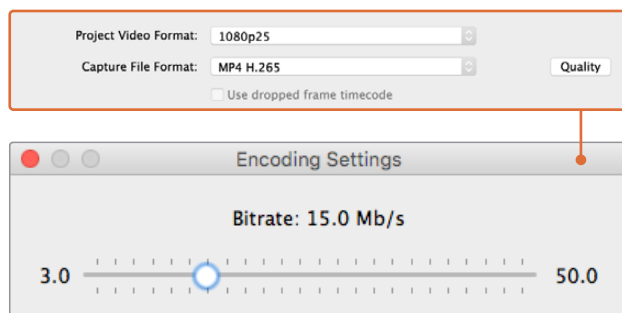 Project Video Format: 1080p25
Capture File Format: MP4 H.265 Quality
Use dropped frame timecode
Encoding Settings
Bitrate: 15.0 Mb/s
3.0 50.0